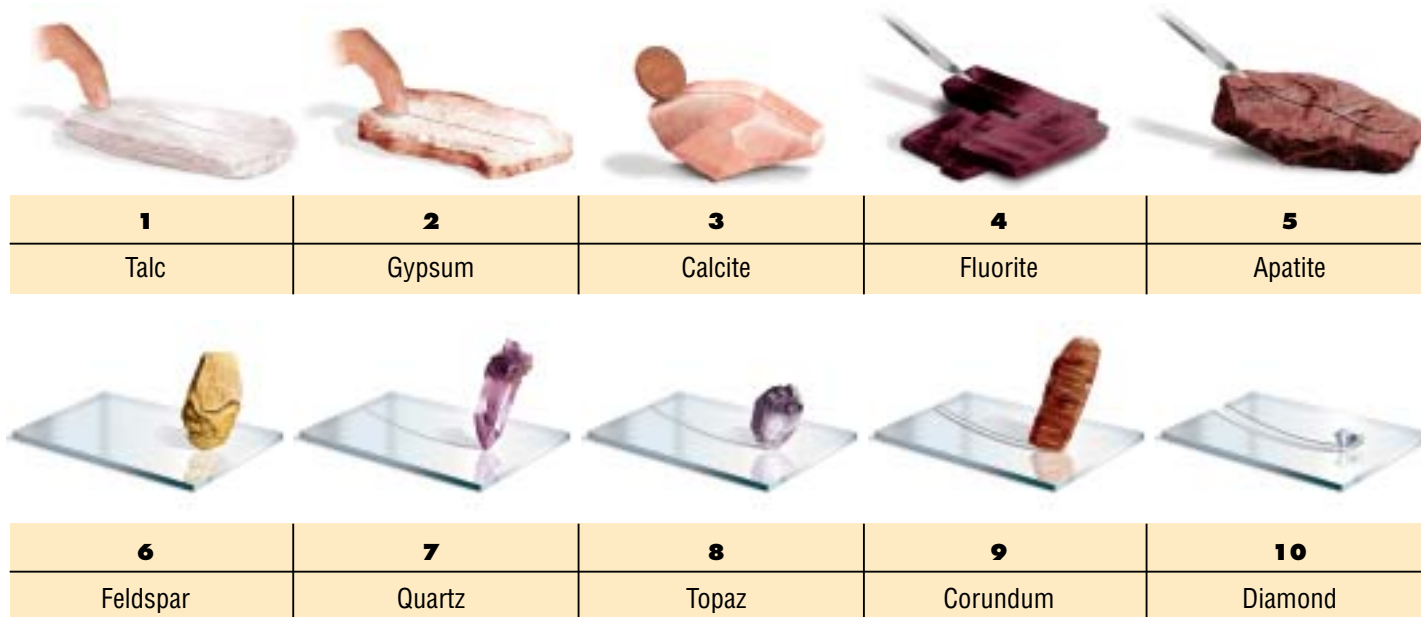 1 2 3 4 5
Talc Gypsum Calcite Fluorite Apatite
6 7 8 9 10
Feldspar Quartz Topaz Corundum Diamond